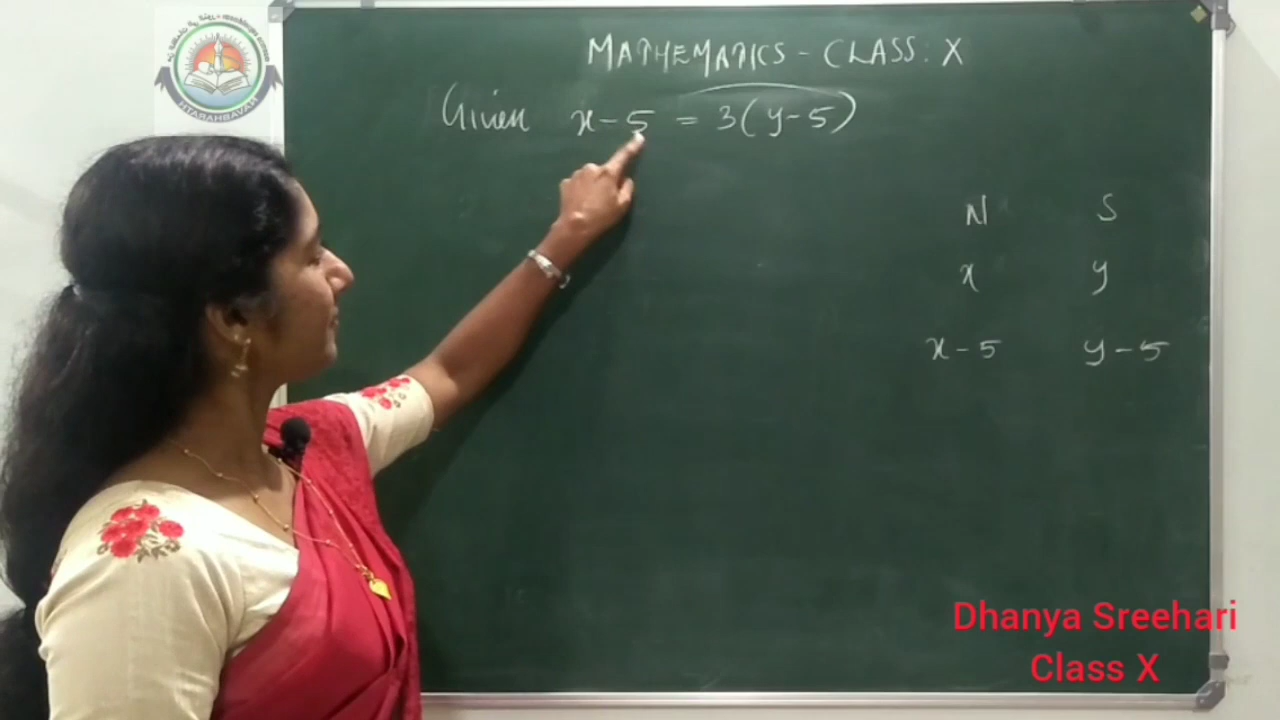 MATHEMATICS - CLASS: X
Given x - 5 = 3(y - 5)
N S
x y
x - 5 y - 5
Dhanya Sreehari
Class X